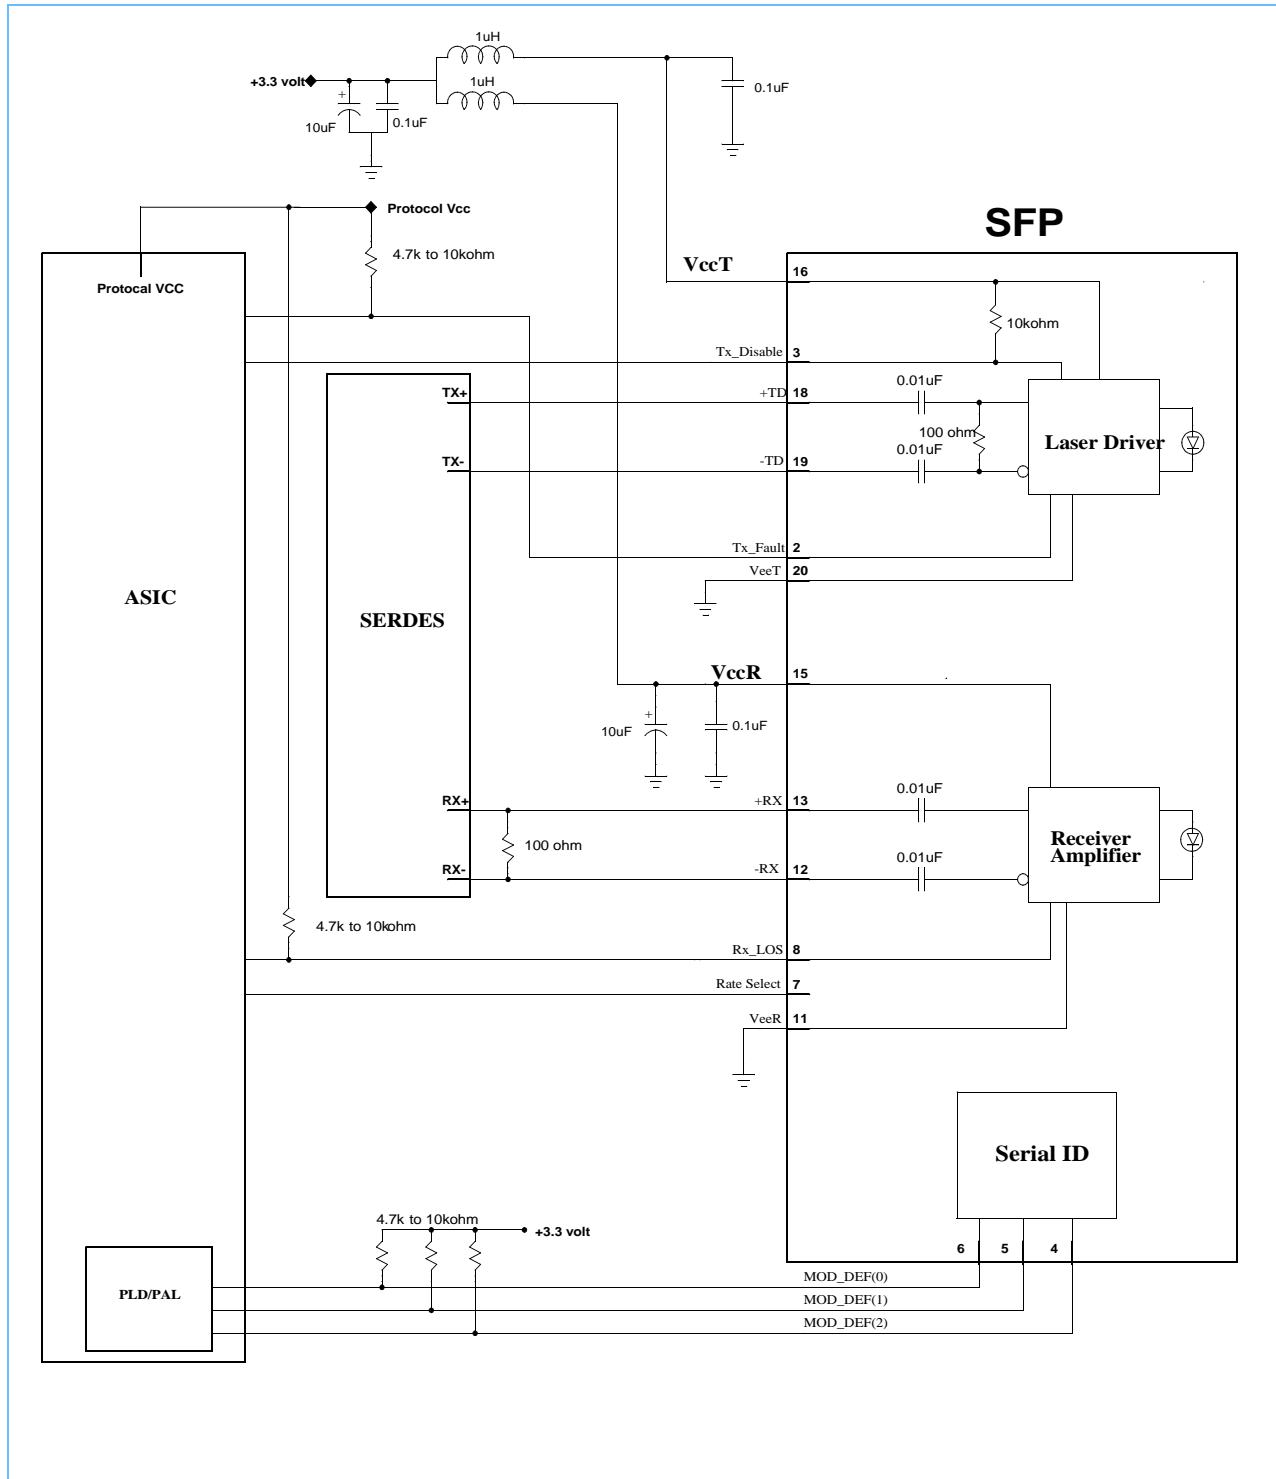 1uH
+3.3 volt
1uH
0.1uF
+
10uF
0.1uF
Protocol Vcc
SFP
4.7k to 10kohm
VccT
16
Protocal VCC
10kohm
Tx_Disable
3
0.01uF
TX+
+TD
18
100 ohm
Laser Driver
0.01uF
TX-
-TD
19
Tx_Fault
2
VeeT
20
ASIC
SERDES
VccR
15
+
10uF
0.1uF
0.01uF
RX+
+RX
13
100 ohm
Receiver
Amplifier
0.01uF
RX-
-RX
12
4.7k to 10kohm
Rx_LOS
8
Rate Select
7
VeeR
11
Serial ID
4.7k to 10kohm
+3.3 volt
6
5
4
MOD_DEF(0)
PLD/PAL
MOD_DEF(1)
MOD_DEF(2)